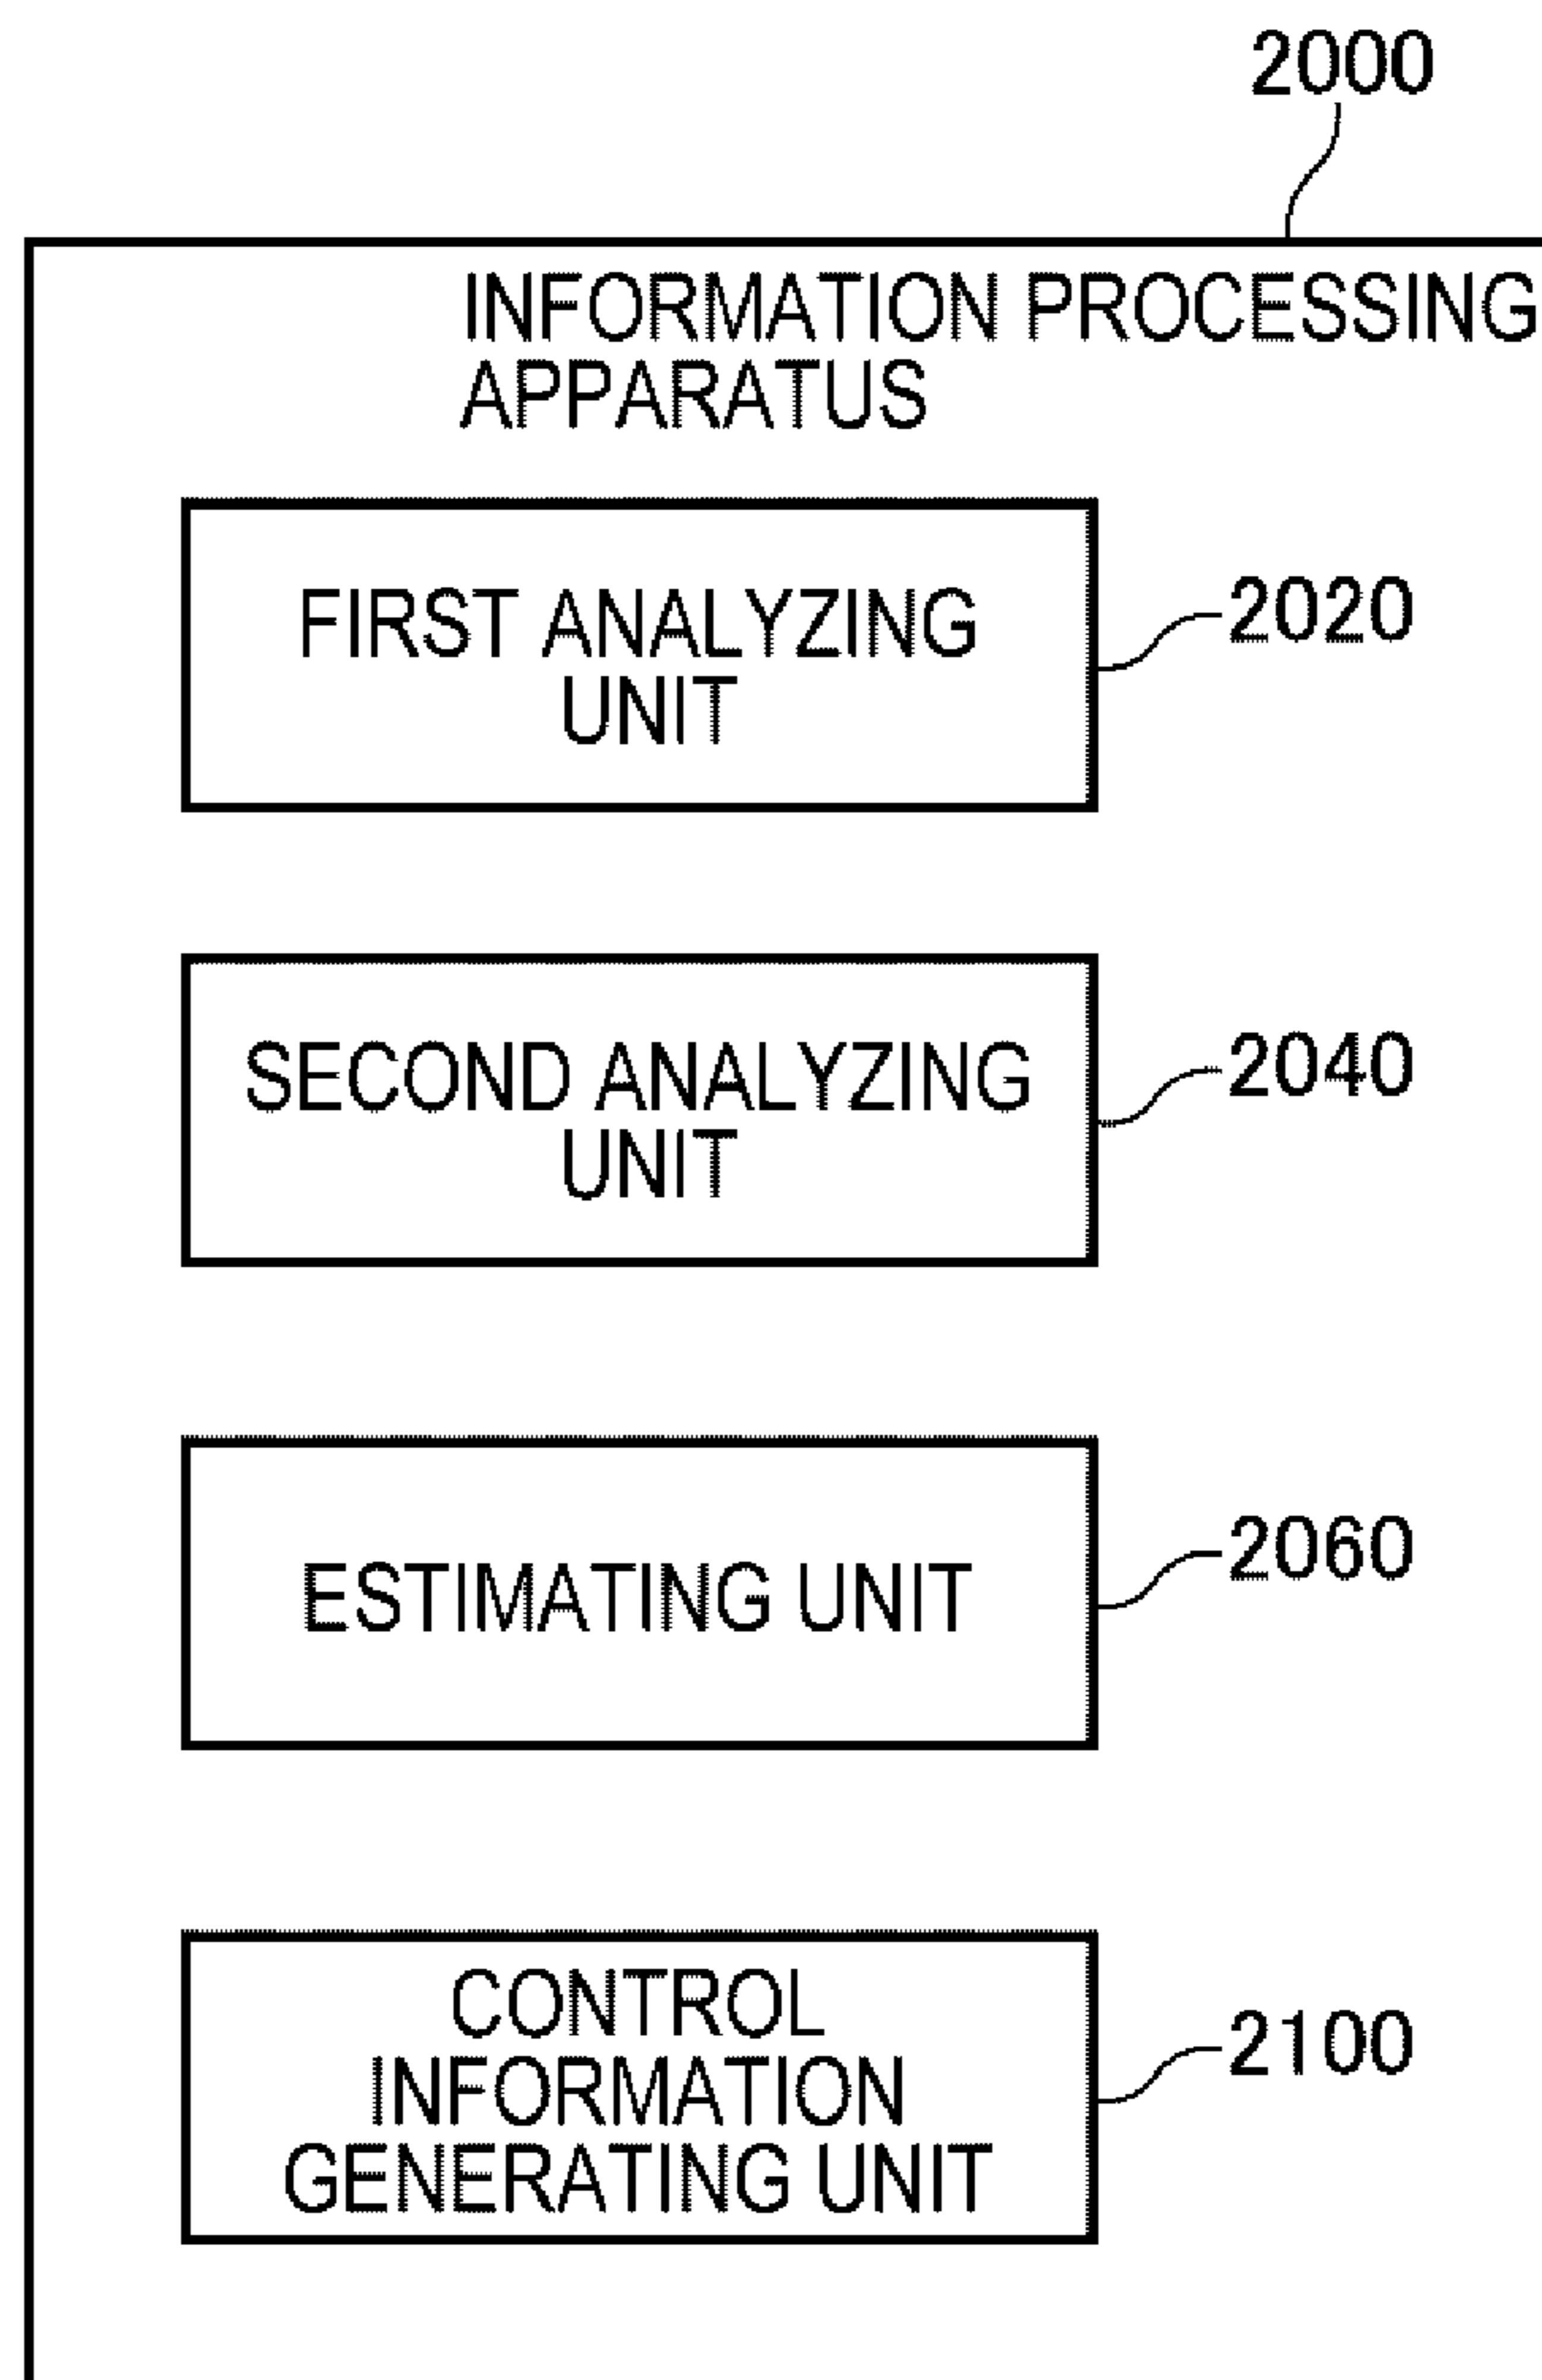 2000
INFORMATION PROCESSING
APPARATUS
FIRST ANALYZING
UNIT
2020
SECOND ANALYZING
UNIT
2040
ESTIMATING UNIT
2060
CONTROL
INFORMATION
GENERATING UNIT
2100